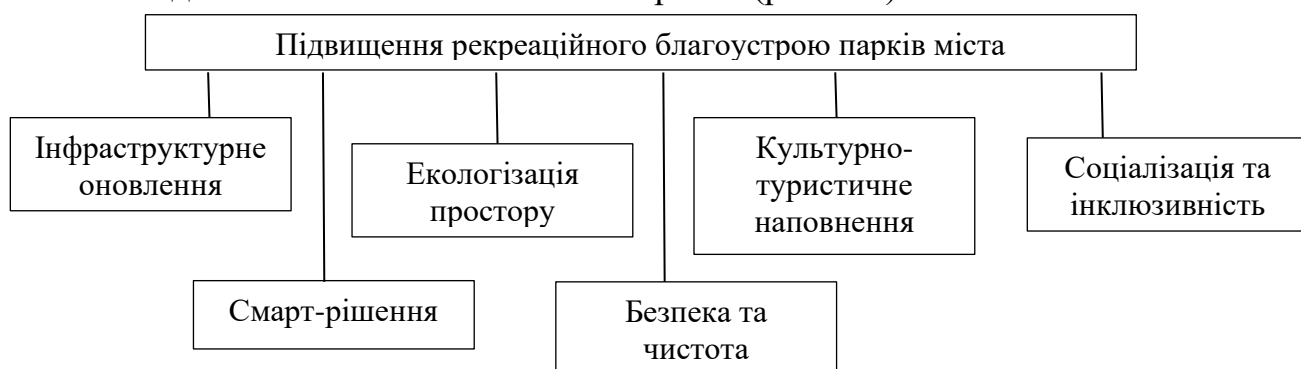 Підвищення рекреаційного благоустрою парків міста
Інфраструктурне
оновлення
Екологізація
простору
Культурно-
туристичне
наповнення
Соціалізація та
інклюзивність
Смарт-рішення
Безпека та
чистота